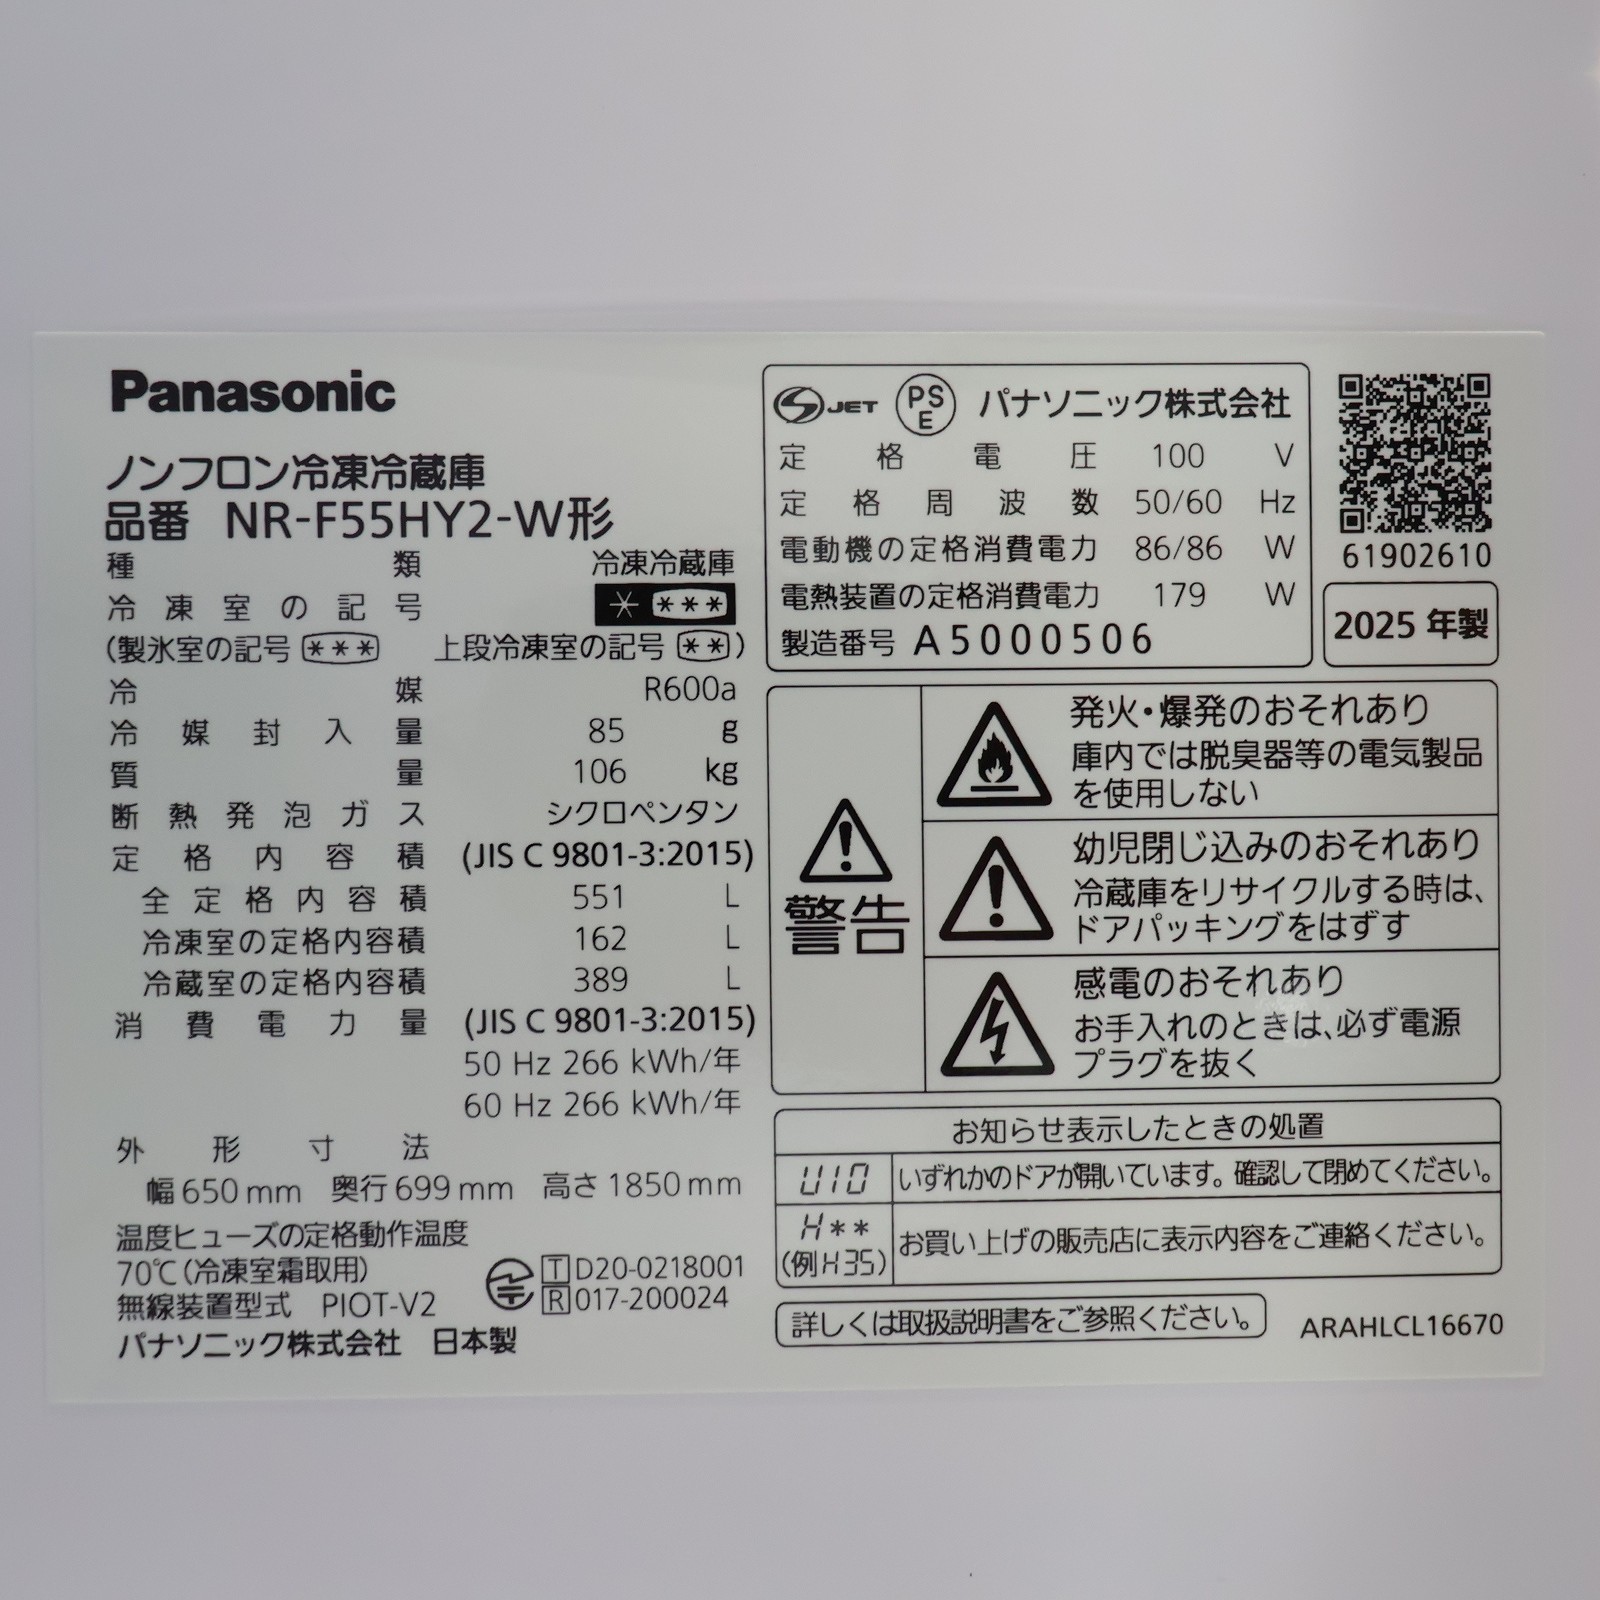 Panasonic
ノンフロン冷凍冷蔵庫
品番 NR-F55HY2-W形
種類 冷凍冷蔵庫
冷凍室の記号 * ***
(製氷室の記号 *** 上段冷凍室の記号 **)
冷媒 R600a
冷媒封入量 85 g
質量 106 kg
断熱発泡ガス シクロペンタン
定格内容積 (JIS C 9801-3:2015)
全定格内容積 551 L
冷凍室の定格内容積 162 L
冷蔵室の定格内容積 389 L
消費電力量 (JIS C 9801-3:2015)
50 Hz 266 kWh/年
60 Hz 266 kWh/年
外形寸法
幅650mm 奥行699mm 高さ1850mm
温度ヒューズの定格動作温度
70℃(冷凍室霜取用)
無線装置型式 PIOT-V2
T D20-0218001
R 017-200024
パナソニック株式会社 日本製
S JET PSE パナソニック株式会社
定格電圧 100 V
定格周波数 50/60 Hz
電動機の定格消費電力 86/86 W
電熱装置の定格消費電力 179 W
製造番号 A5000506
61902610
2025年製
警告
発火・爆発のおそれあり
庫内では脱臭器等の電気製品
を使用しない
幼児閉じ込みのおそれあり
冷蔵庫をリサイクルする時は、
ドアパッキングをはずす
感電のおそれあり
お手入れのときは、必ず電源
プラグを抜く
お知らせ表示したときの処置
U10 いずれかのドアが開いています。確認して閉めてください。
H** (例H35) お買い上げの販売店に表示内容をご連絡ください。
詳しくは取扱説明書をご参照ください。
ARAHLCL16670